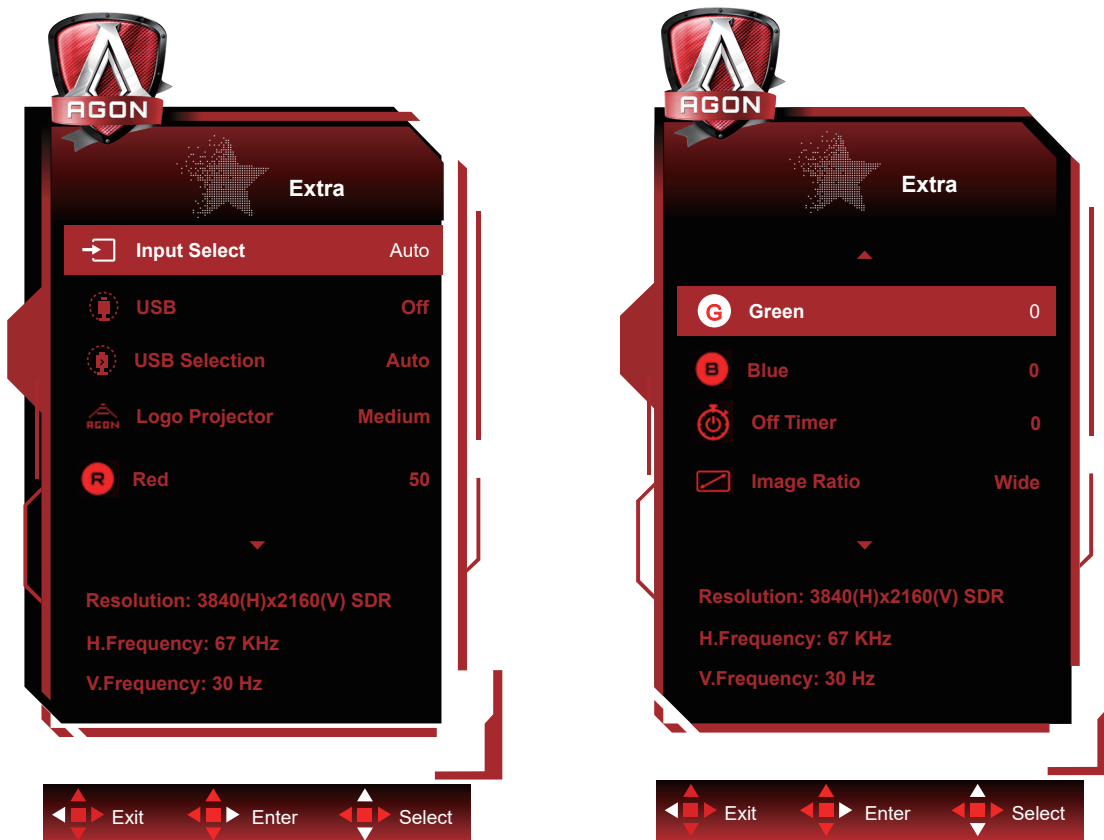 AGON
Extra
Input Select Auto
USB Off
USB Selection Auto
AGON Logo Projector Medium
R Red 50
Resolution: 3840(H)x2160(V) SDR
H.Frequency: 67 KHz
V.Frequency: 30 Hz
Exit Enter Select
AGON
Extra
G Green 0
B Blue 0
Off Timer 0
Image Ratio Wide
Resolution: 3840(H)x2160(V) SDR
H.Frequency: 67 KHz
V.Frequency: 30 Hz
Exit Enter Select